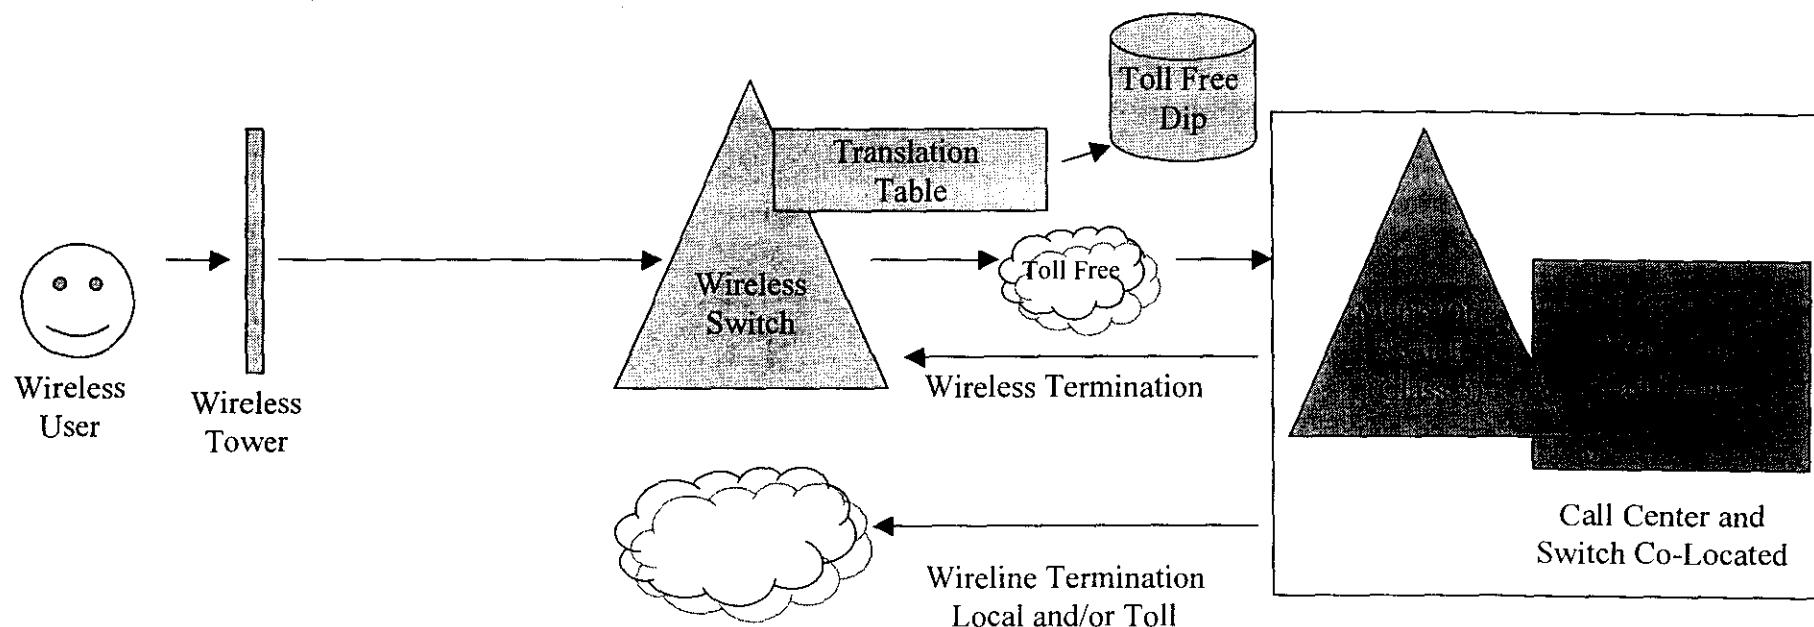 Toll Free
Dip
Translation
Table
Toll Free
Wireless
Switch
Wireless Termination
Wireless
User
Wireless
Tower
Call Center and
Switch Co-Located
Wireline Termination
Local and/or Toll